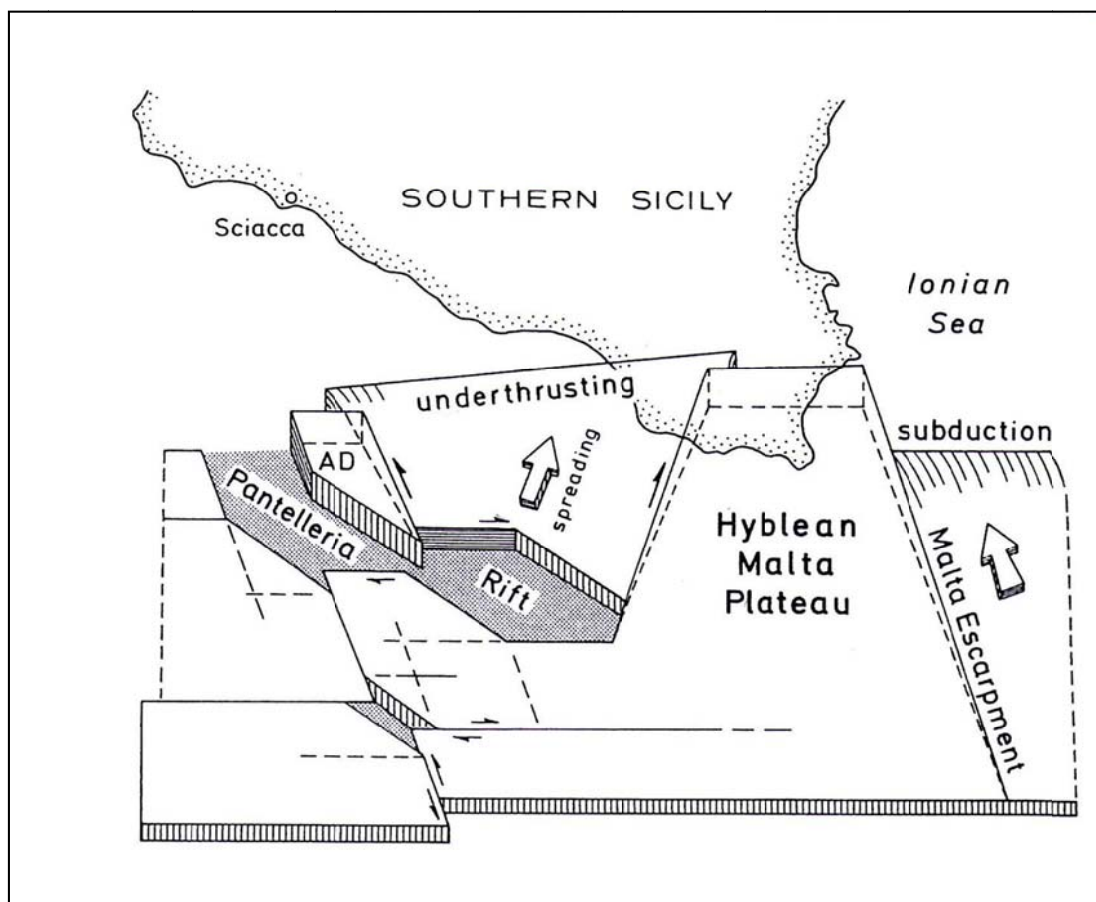 SOUTHERN SICILY
Sciacca
Ionian
Sea
underthrusting
subduction
AD
spreading
Pantelleria
Rift
Hyblean
Malta
Plateau
Malta Escarpment